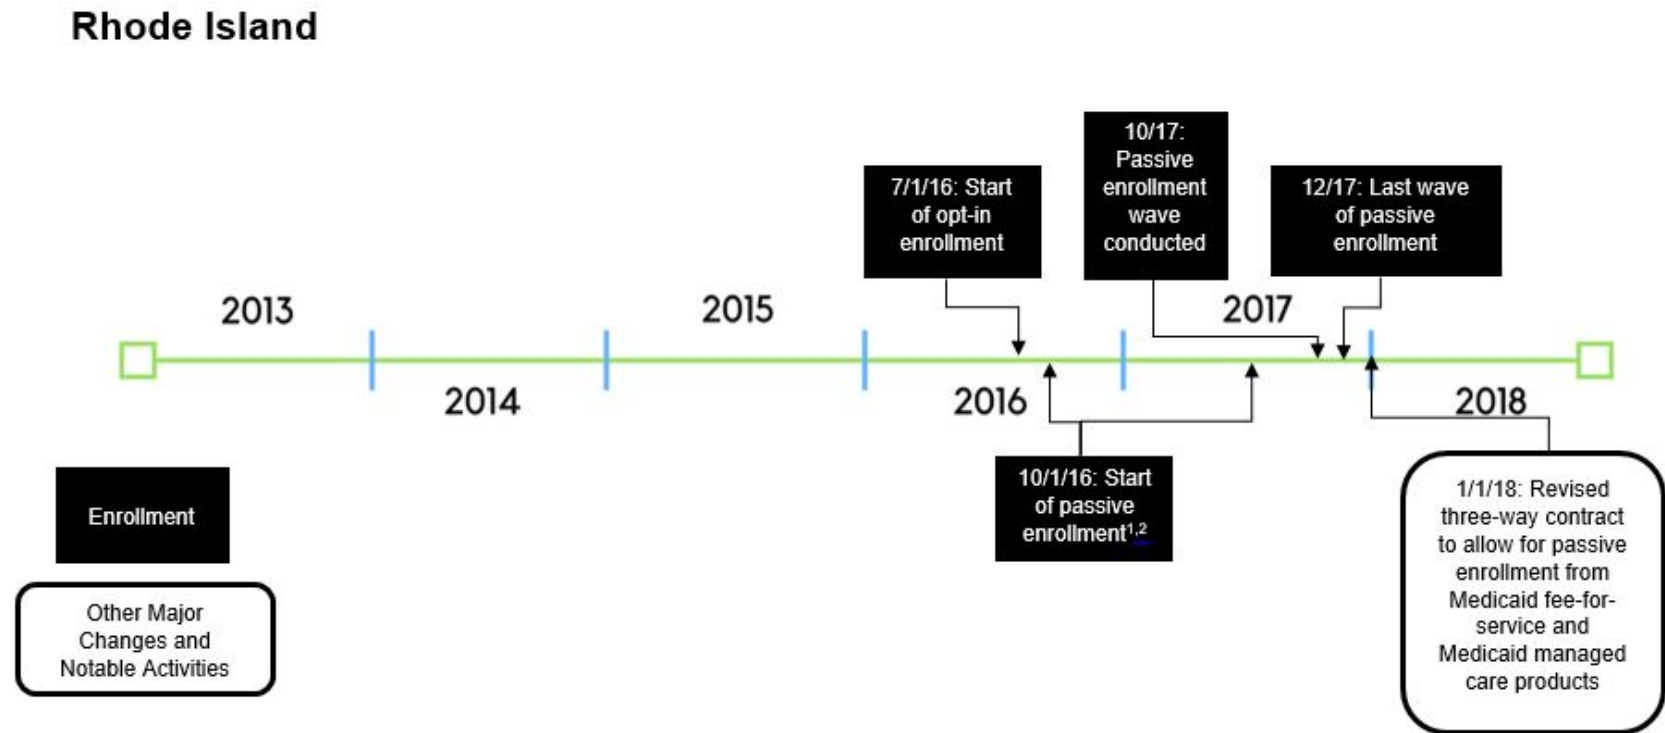 Rhode Island
10/17:
Passive
enrollment
wave
conducted
7/1/16: Start
of opt-in
enrollment
12/17: Last wave
of passive
enrollment
2013
2015
2017
2014
2016
2018
10/1/16: Start
of passive
enrollment1,2
1/1/18: Revised
three-way contract
to allow for passive
enrollment from
Medicaid fee-for-
service and
Medicaid managed
care products
Enrollment
Other Major
Changes and
Notable Activities